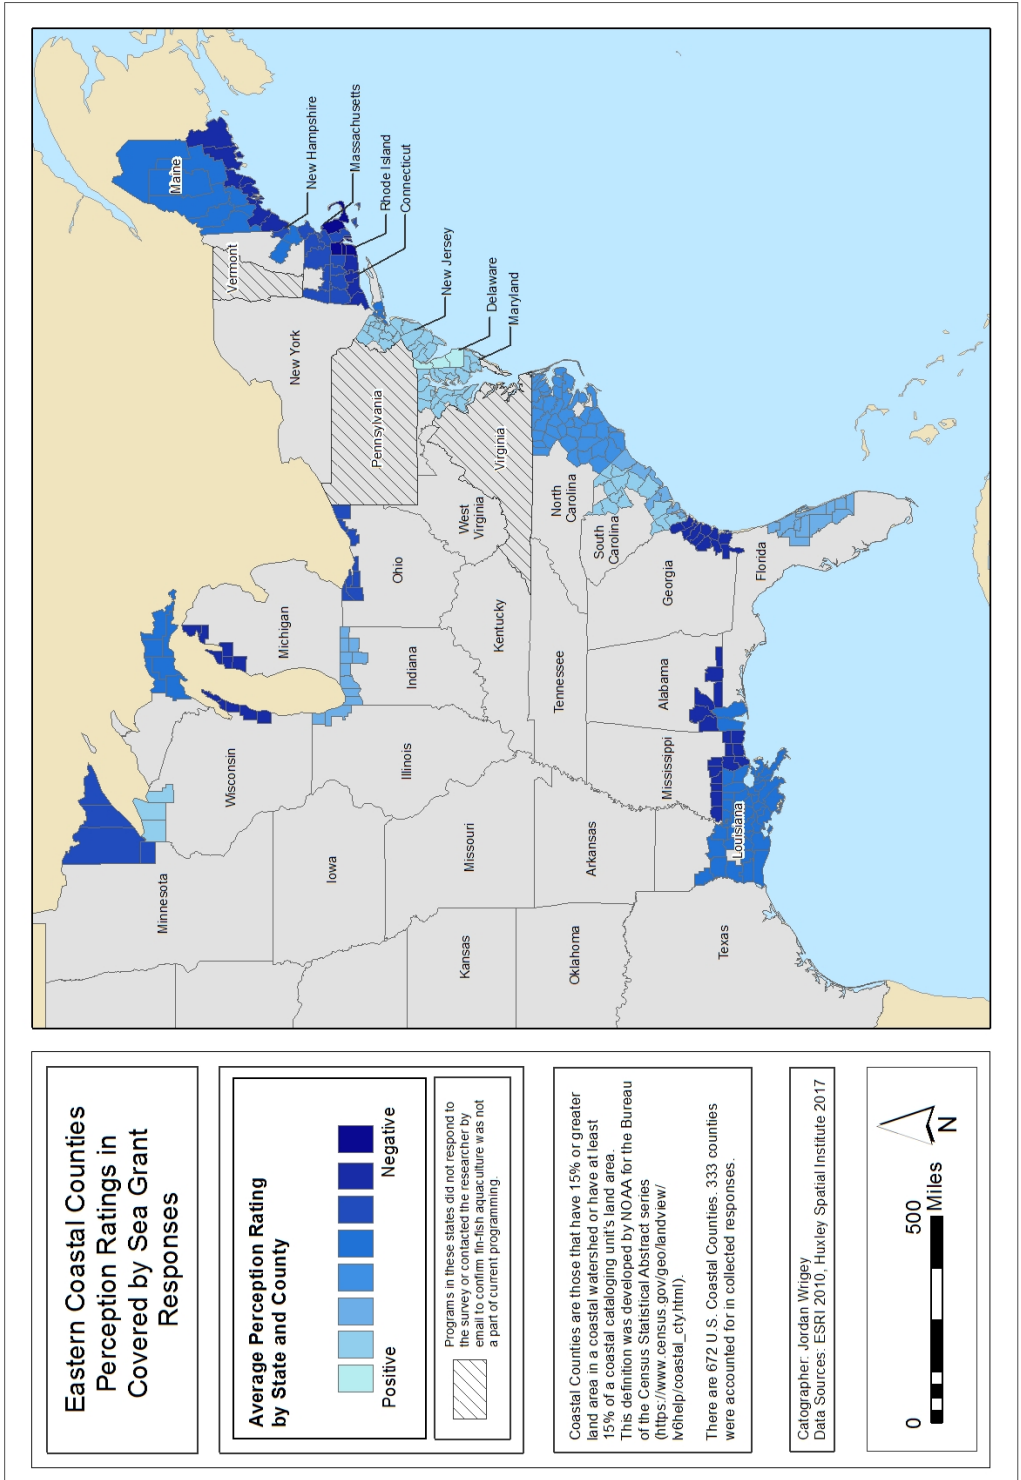 Eastern Coastal Counties
Perception Ratings in
Covered by Sea Grant
Responses
Average Perception Rating
by State and County
Positive
Negative
Programs in these states did not respond to
the survey or contacted the researcher by
email to confirm fin-fish aquaculture was not
a part of current programming.
Coastal Counties are those that have 15% or greater
land area in a coastal watershed or have at least
15% of a coastal cataloging unit's land area.
This definition was developed by NOAA for the Bureau
of the Census Statistical Abstract series
(https://www.census.gov/geo/landview/
lv6help/coastal_cty.html).
There are 672 U.S. Coastal Counties. 333 counties
were accounted for in collected responses.
Catographer: Jordan Wrigey
Data Sources: ESRI 2010, Huxley Spatial Institute 2017
0
500
Miles
N
Maine
New Hampshire
Massachusetts
Rhode Island
Connecticut
Vermont
New York
New Jersey
Delaware
Maryland
Pennsylvania
Virginia
West
Virginia
North
Carolina
South
Carolina
Ohio
Michigan
Indiana
Kentucky
Tennessee
Georgia
Florida
Alabama
Mississippi
Louisiana
Wisconsin
Illinois
Minnesota
Iowa
Missouri
Arkansas
Kansas
Oklahoma
Texas